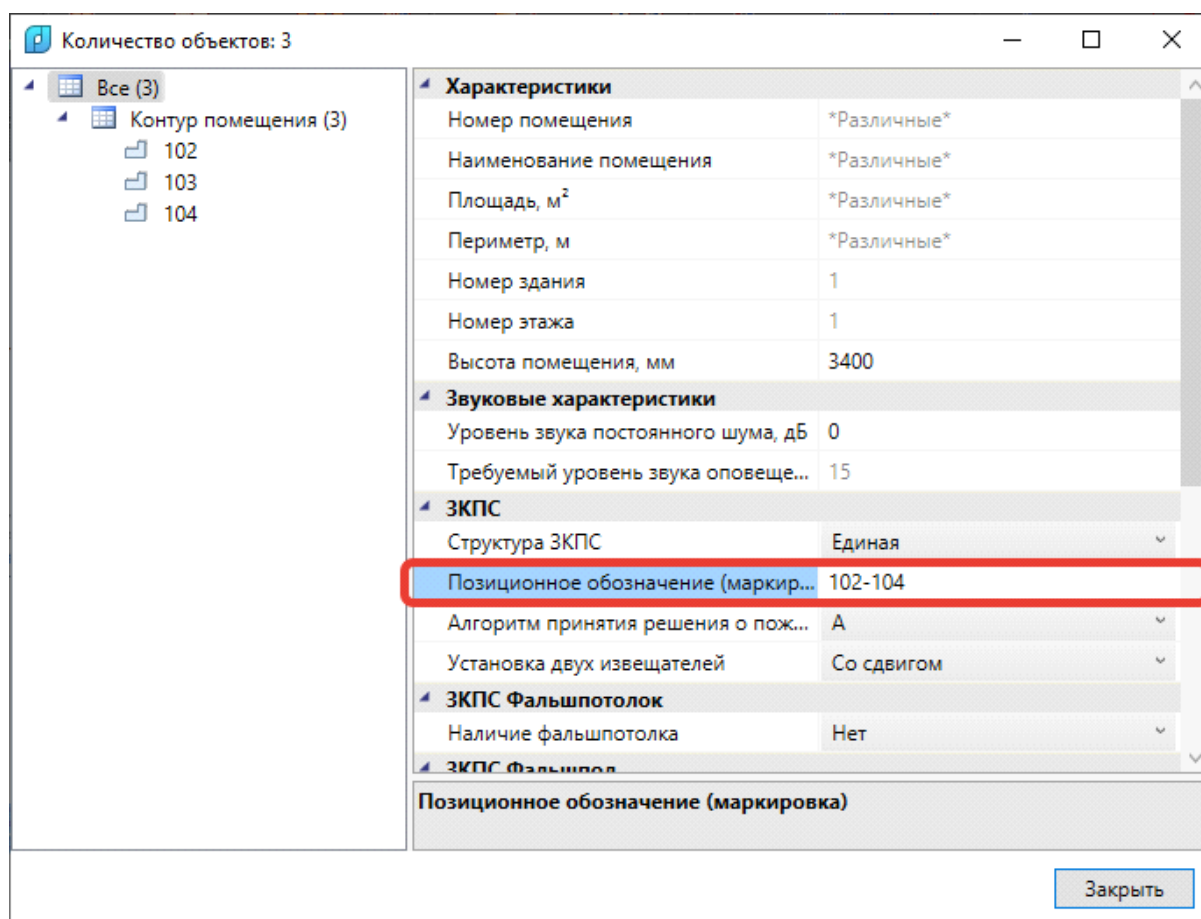 Количество объектов: 3
Все (3)
Контур помещения (3)
102
103
104
Характеристики
Номер помещения *Различные*
Наименование помещения *Различные*
Площадь, м² *Различные*
Периметр, м *Различные*
Номер здания 1
Номер этажа 1
Высота помещения, мм 3400
Звуковые характеристики
Уровень звука постоянного шума, дБ 0
Требуемый уровень звука оповеще... 15
ЗКПС
Структура ЗКПС Единая
Позиционное обозначение (маркир... 102-104
Алгоритм принятия решения о пож... А
Установка двух извещателей Со сдвигом
ЗКПС Фальшпотолок
Наличие фальшпотолка Нет
ЗКПС Фальшпол
Позиционное обозначение (маркировка)
Закрыть